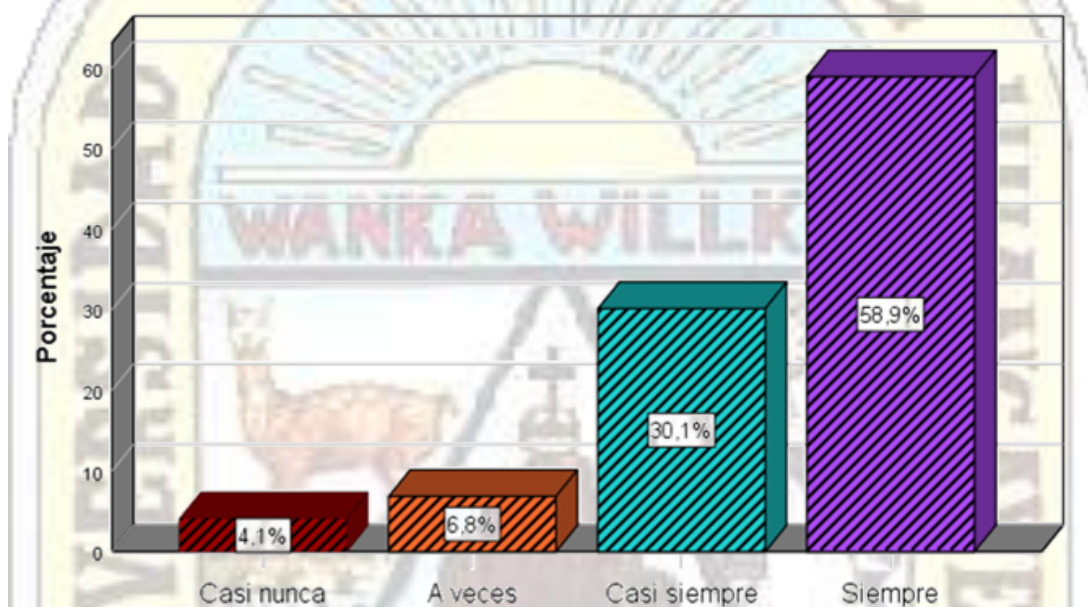 60
50
40
30
20
10
0
Porcentaje
WANKA WILLK
4,1%
6,8%
30,1%
58,9%
Casi nunca
A veces
Casi siempre
Siempre